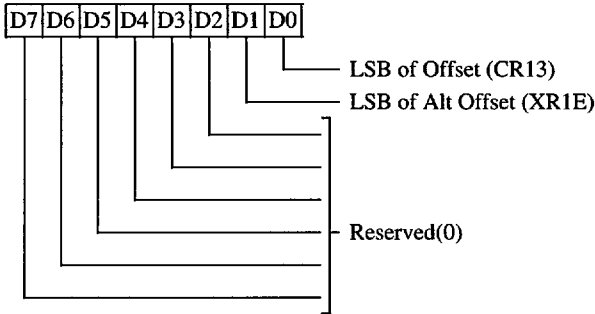 D7 D6 D5 D4 D3 D2 D1 D0
LSB of Offset (CR13)
LSB of Alt Offset (XR1E)
Reserved(0)